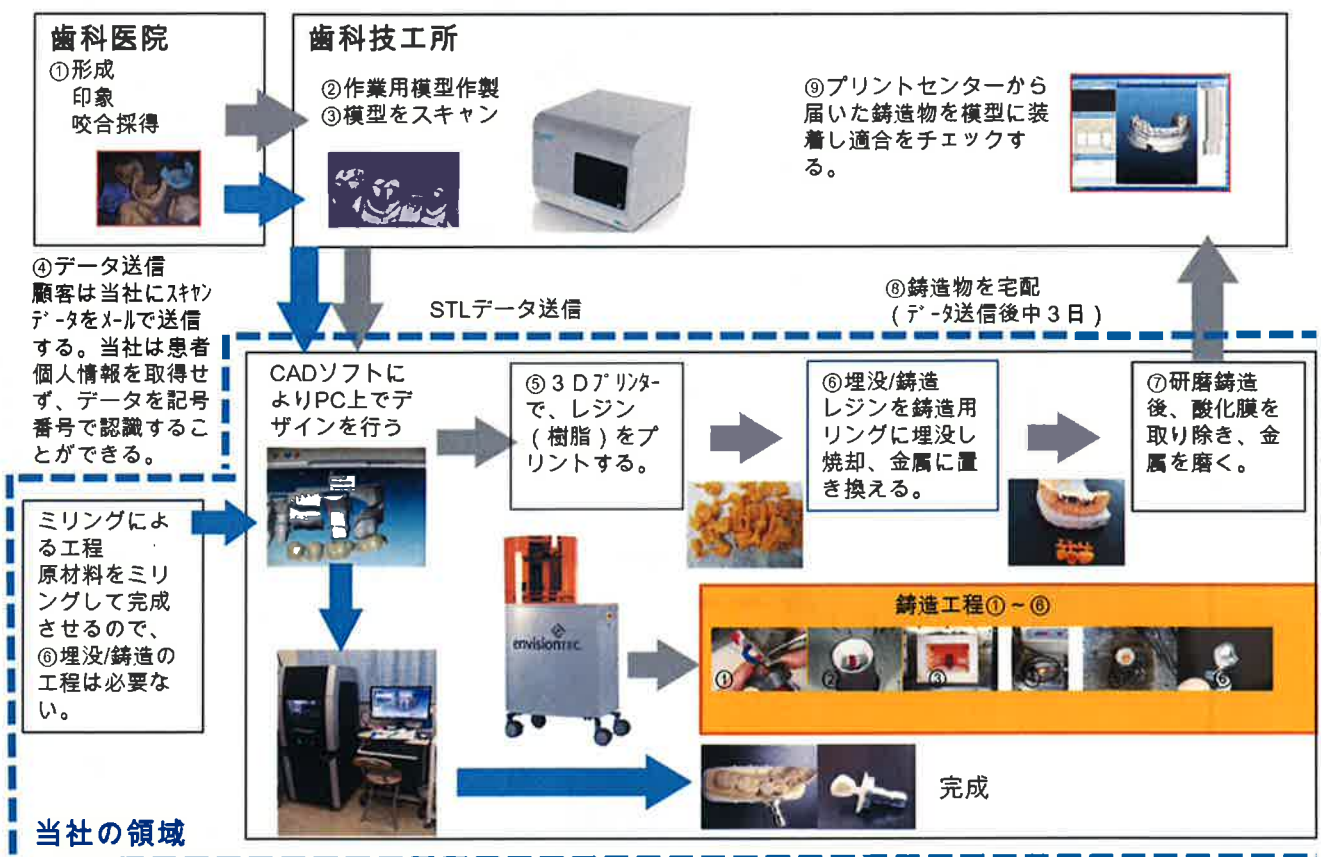 歯科医院
①形成
印象
咬合採得
歯科技工所
②作業用模型作製
③模型をスキャン
⑨プリントセンターから
届いた鋳造物を模型に装
着し適合をチェックす
る。
④データ送信
顧客は当社にｽｷｬﾝ
ﾃﾞｰﾀをﾒｰﾙで送信
する。当社は患者
個人情報を取得せ
ず、データを記号
番号で認識するこ
とができる。
STLデータ送信
⑧鋳造物を宅配
(ﾃﾞｰﾀ送信後中３日)
CADソフトに
よりPC上でデ
ザインを行う
⑤３Ｄﾌﾟﾘﾝﾀｰ
で、レジン
(樹脂)をプ
リントする。
⑥埋没/鋳造
レジンを鋳造用
リングに埋没し
焼却、金属に置
き換える。
⑦研磨鋳造
後、酸化膜を
取り除き、金
属を磨く。
ミリングによ
る工程
原材料をミリ
ングして完成
させるので、
⑥埋没/鋳造の
工程は必要な
い。
envisionTEC
鋳造工程①～⑥
①
②
③
⑥
完成
当社の領域